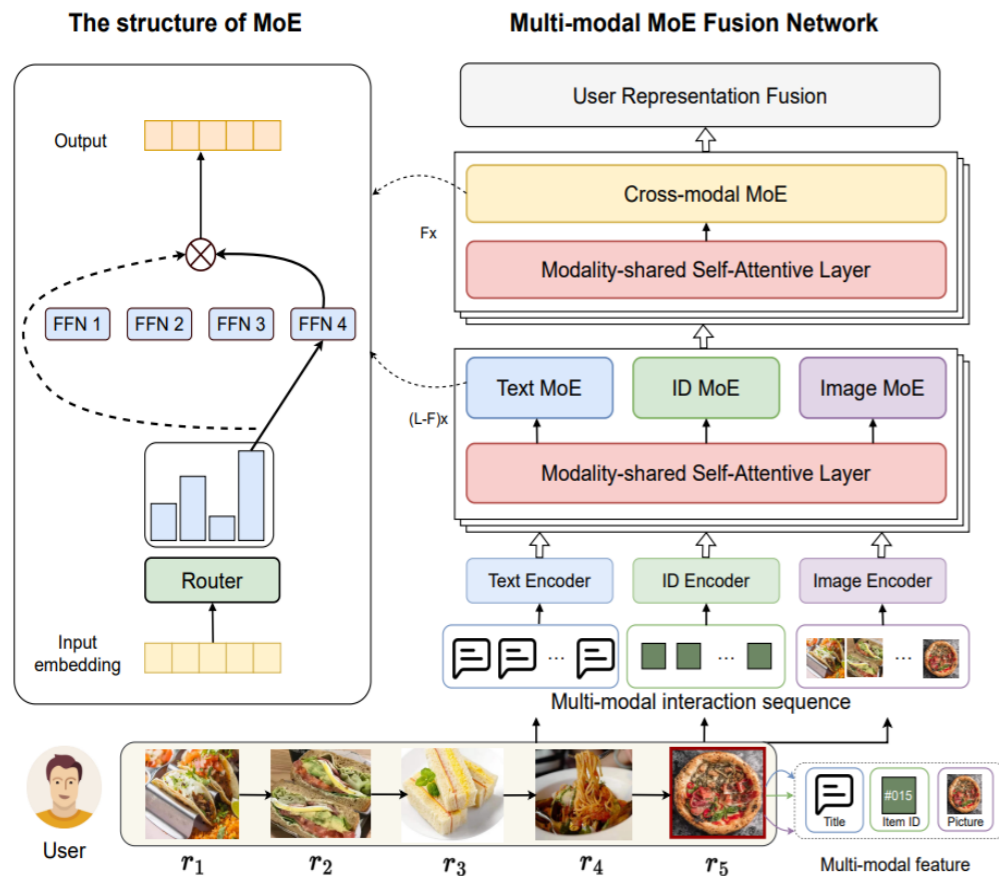 The structure of MoE
Multi-modal MoE Fusion Network
Output
FFN 1
FFN 2
FFN 3
FFN 4
Router
Input
embedding
User Representation Fusion
Cross-modal MoE
Fx
Modality-shared Self-Attentive Layer
Text MoE
ID MoE
Image MoE
(L-F)x
Modality-shared Self-Attentive Layer
Text Encoder
ID Encoder
Image Encoder
...
...
...
Multi-modal interaction sequence
User
r1
r2
r3
r4
r5
#015
Title
Item ID
Picture
Multi-modal feature